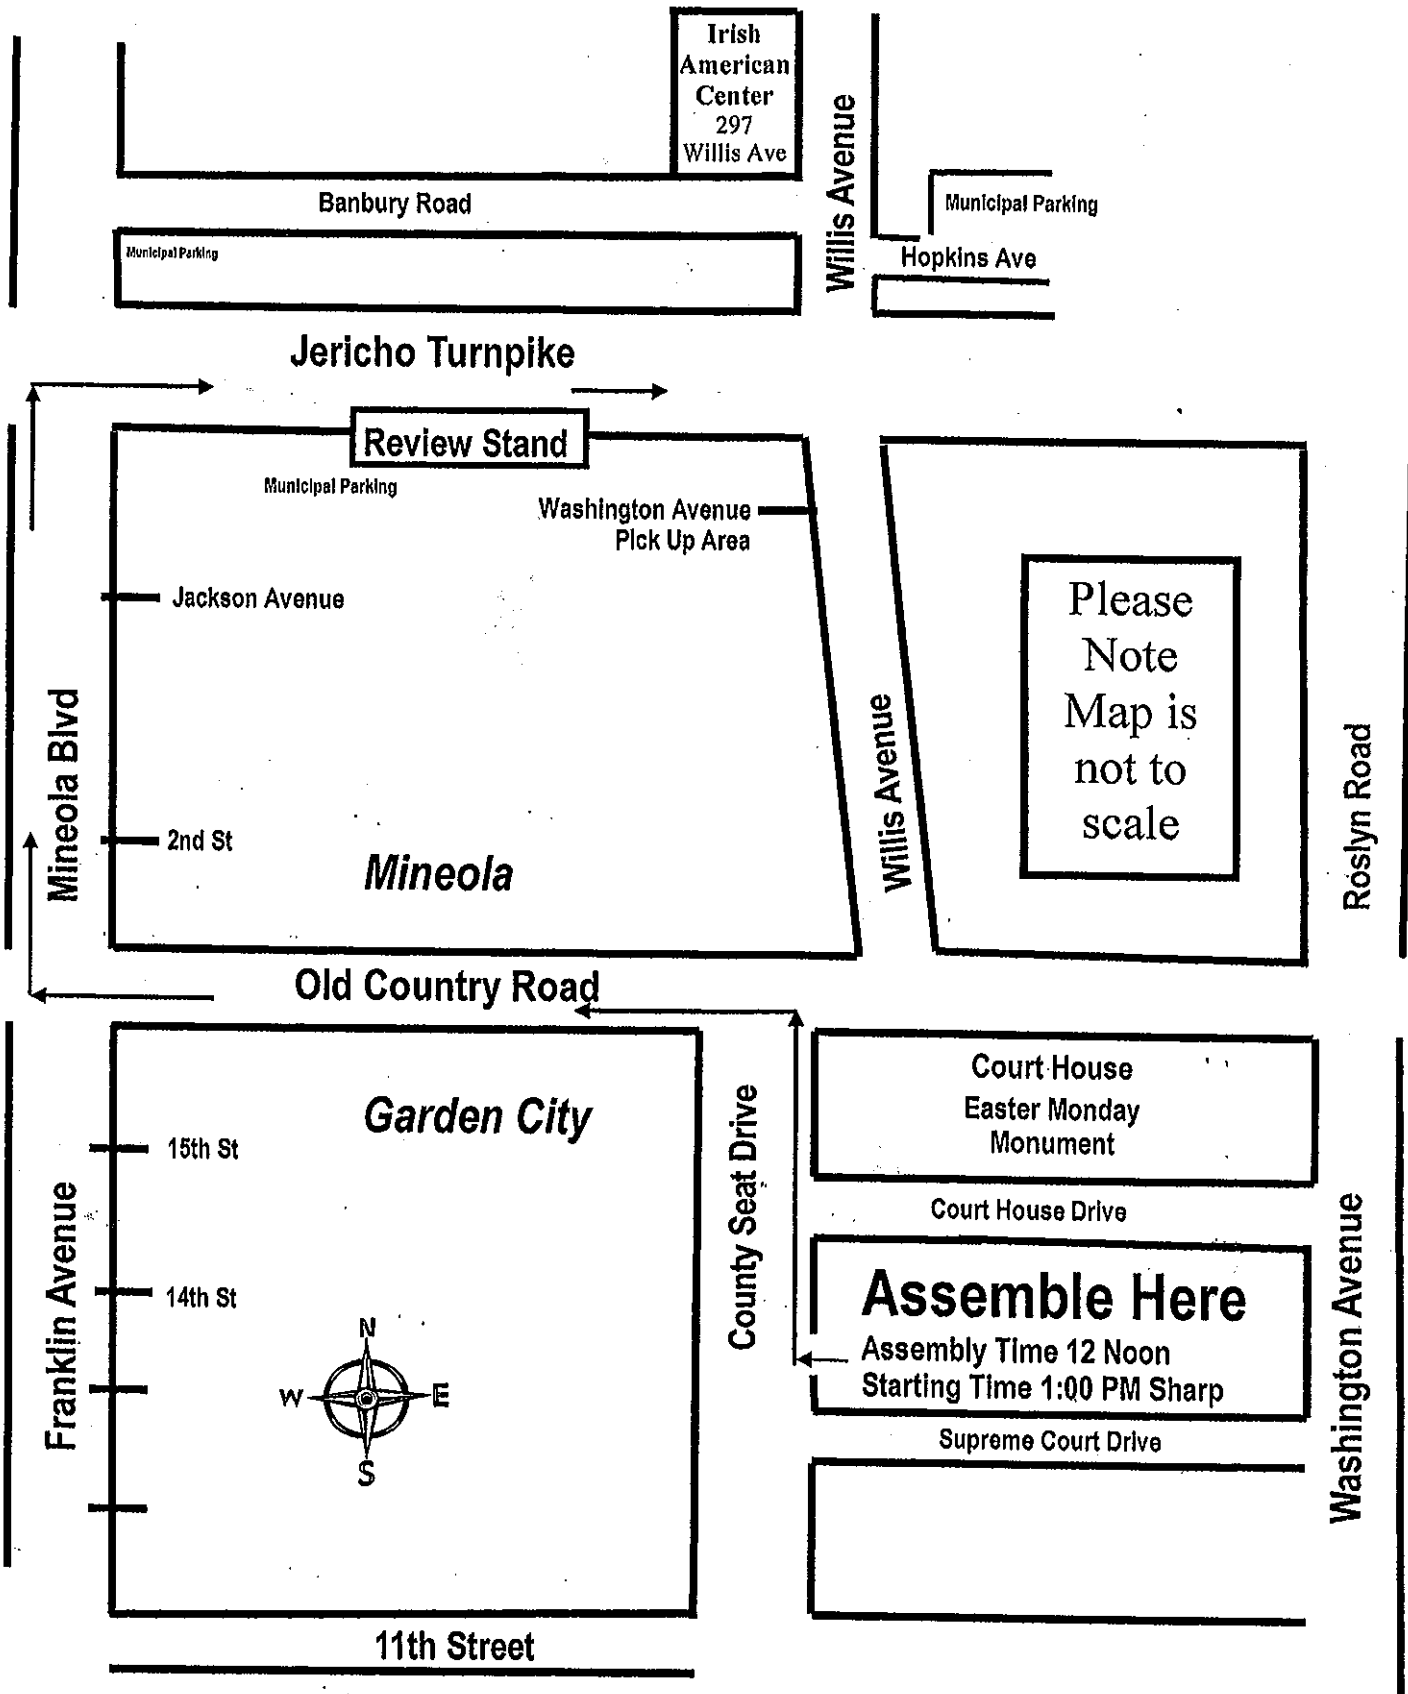 Irish
American
Center
297
Willis Ave
Willis Avenue
Banbury Road
Municipal Parking
Municipal Parking
Hopkins Ave
Jericho Turnpike
Review Stand
Municipal Parking
Washington Avenue
Pick Up Area
Jackson Avenue
Please
Note
Map is
not to
scale
Mineola Blvd
Willis Avenue
Roslyn Road
2nd St
Mineola
Old Country Road
Court House
Easter Monday
Monument
Garden City
15th St
County Seat Drive
Court House Drive
Franklin Avenue
14th St
Assemble Here
Assembly Time 12 Noon
Starting Time 1:00 PM Sharp
Washington Avenue
N
W
E
S
Supreme Court Drive
11th Street